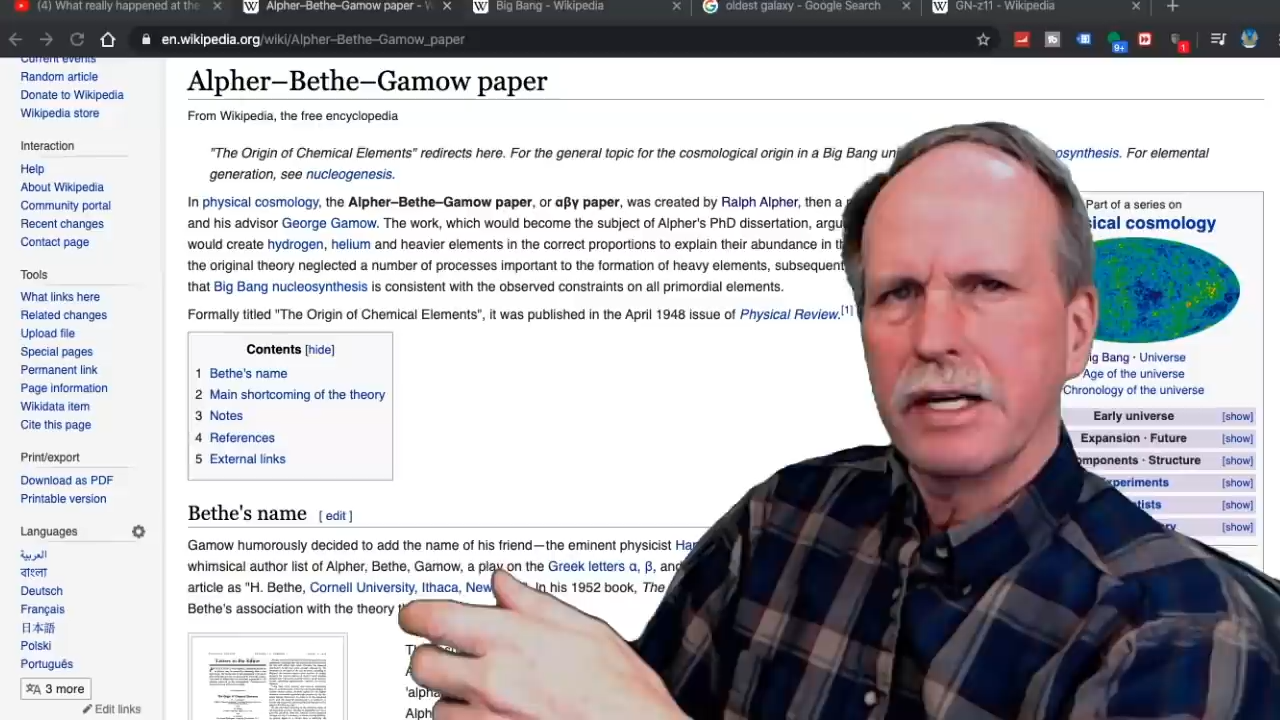 (4) What really happened at the
Alpher–Bethe–Gamow paper -
Big Bang - Wikipedia
oldest galaxy - Google Search
GN-z11 - Wikipedia
en.wikipedia.org/wiki/Alpher–Bethe–Gamow_paper
9+
1
Current events
Random article
Donate to Wikipedia
Wikipedia store
Interaction
Help
About Wikipedia
Community portal
Recent changes
Contact page
Tools
What links here
Related changes
Upload file
Special pages
Permanent link
Page information
Wikidata item
Cite this page
Print/export
Download as PDF
Printable version
Languages
العربية
বাংলা
Deutsch
Français
日本語
Polski
Português
3 more
Edit links
Alpher–Bethe–Gamow paper
From Wikipedia, the free encyclopedia
"The Origin of Chemical Elements" redirects here. For the general topic for the cosmological origin in a Big Bang For elemental
generation, see nucleogenesis.
In physical cosmology, the Alpher–Bethe–Gamow paper, or αβγ paper, was created by Ralph Alpher, then a
and his advisor George Gamow. The work, which would become the subject of Alpher's PhD dissertation,
would create hydrogen, helium and heavier elements in the correct proportions to explain their abundance in
the original theory neglected a number of processes important to the formation of heavy elements,
that Big Bang nucleosynthesis is consistent with the observed constraints on all primordial elements.
Formally titled "The Origin of Chemical Elements", it was published in the April 1948 issue of Physical Review.[1]
Contents [hide]
1 Bethe's name
2 Main shortcoming of the theory
3 Notes
4 References
5 External links
Bethe's name [ edit ]
Gamow humorously decided to add the name of his friend—the eminent physicist
whimsical author list of Alpher, Bethe, Gamow, a play on the Greek letters α, β, and
article as "H. Bethe, Cornell University, Ithaca, New In his 1952 book, The
Bethe's association with the theory
Part of a series on
cosmology
Bang · Universe
Age of the universe
Chronology of the universe
Early universe [show]
Expansion · Future [show]
Structure [show]
[show]
[show]
[show]